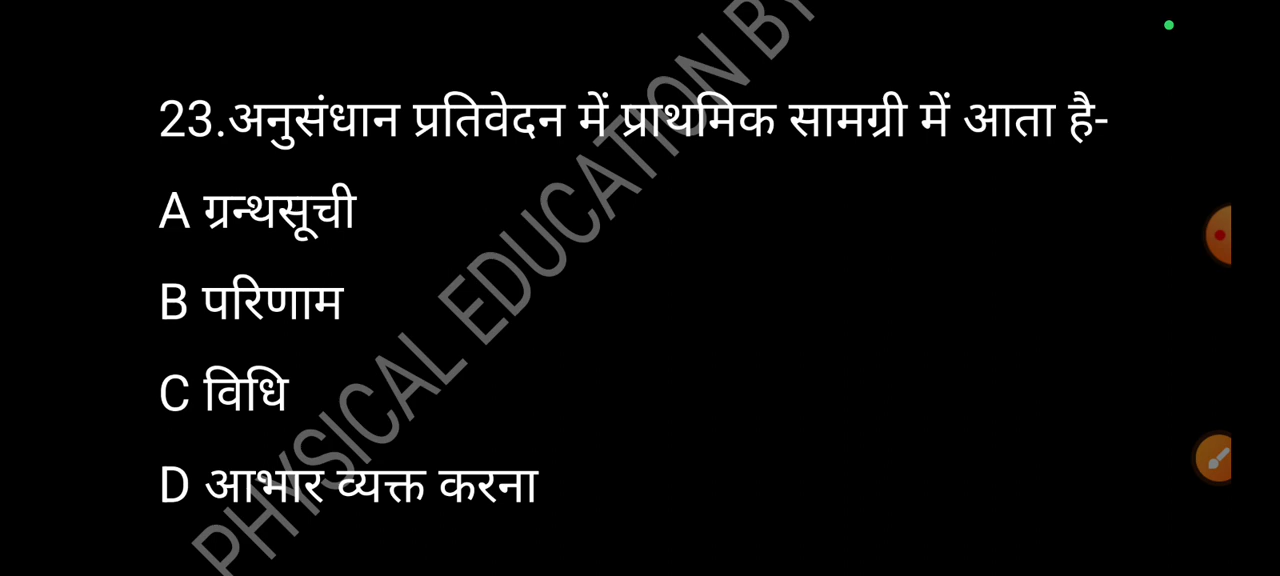 23.अनुसंधान प्रतिवेदन में प्राथमिक सामग्री में आता है-
A ग्रन्थसूची
B परिणाम
C विधि
D आभार व्यक्त करना
PHYSICAL EDUCATION BY